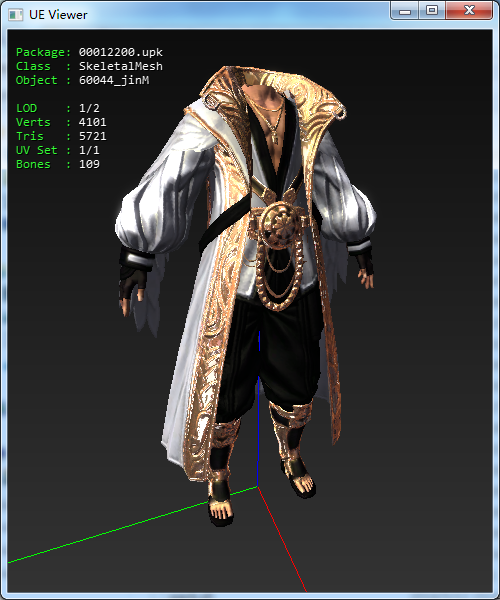 UE Viewer
Package: 00012200.upk
Class  : SkeletalMesh
Object : 60044_jinM
LOD    : 1/2
Verts  : 4101
Tris   : 5721
UV Set : 1/1
Bones  : 109